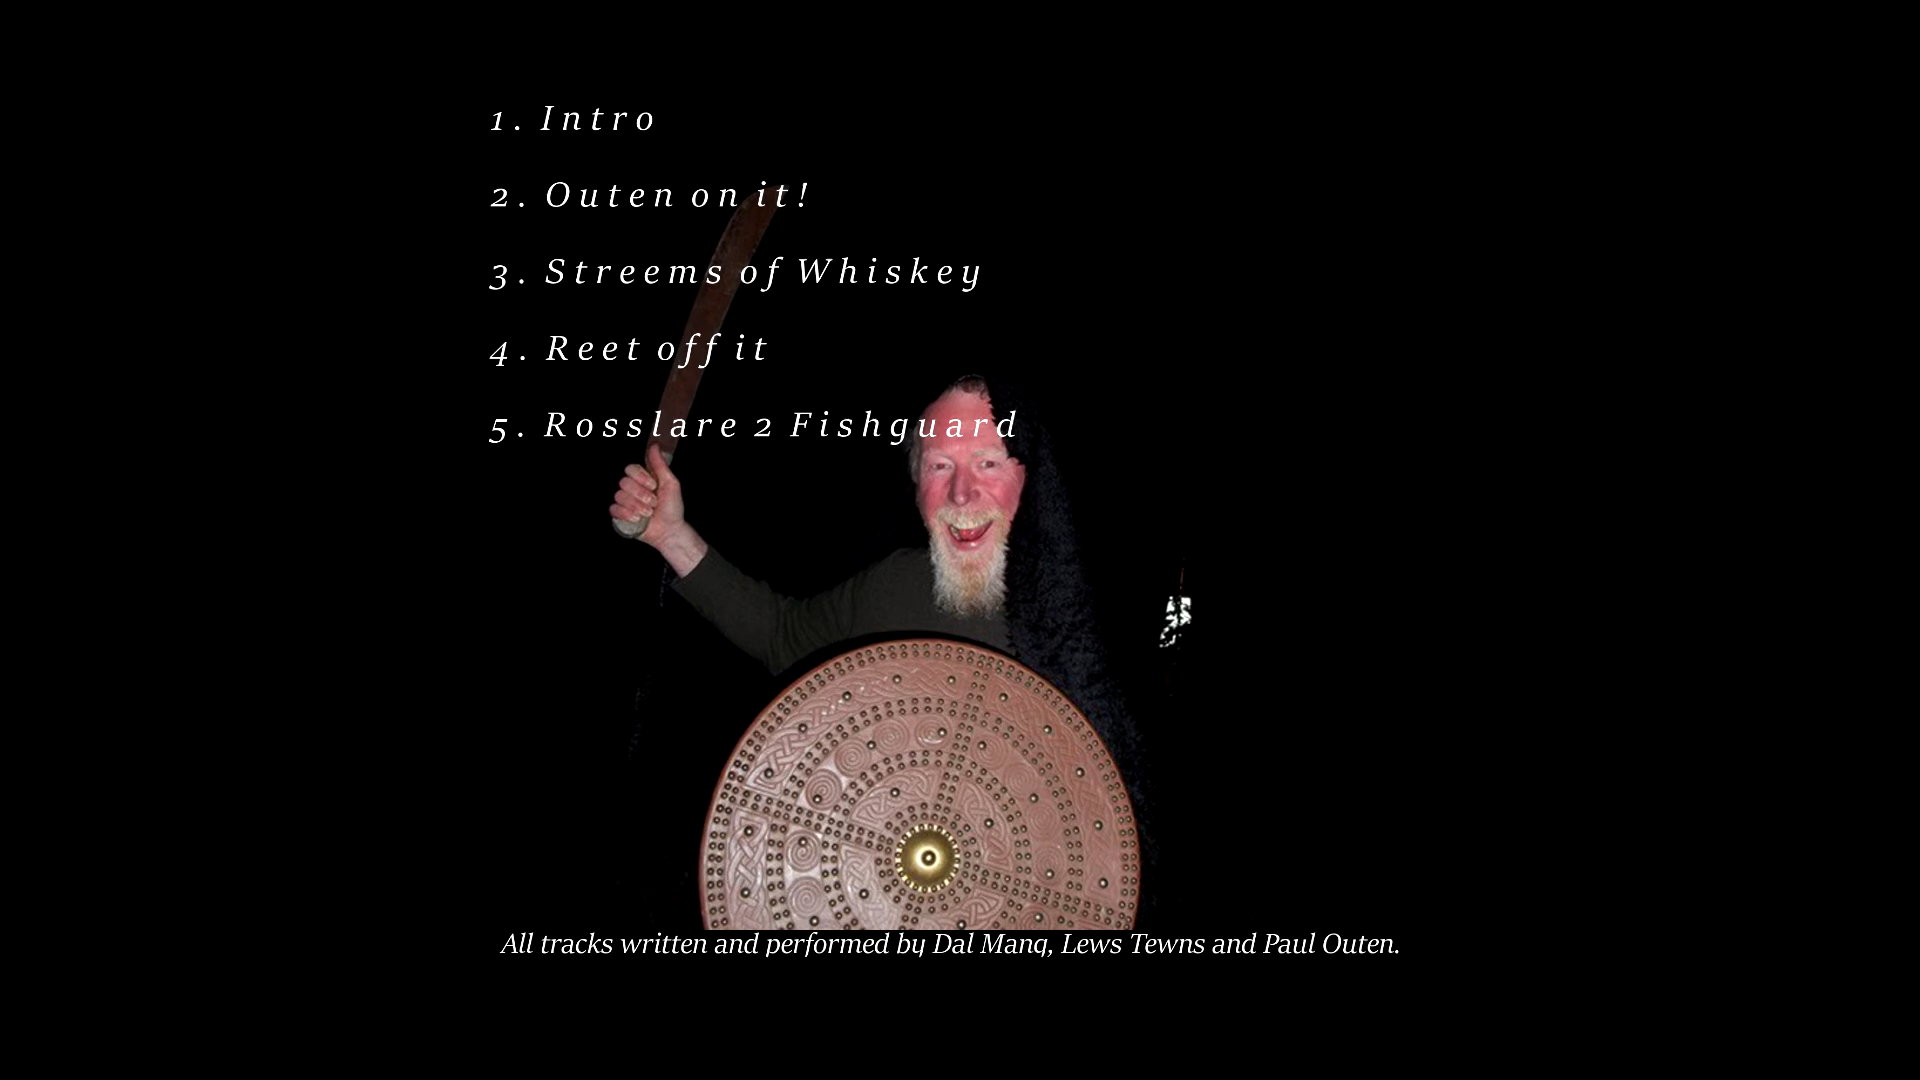 1. Intro
2. Outen on it!
3. Streems of Whiskey
4. Reet off it
5. Rosslare 2 Fishguard
All tracks written and performed by Dal Mang, Lews Tewns and Paul Outen.